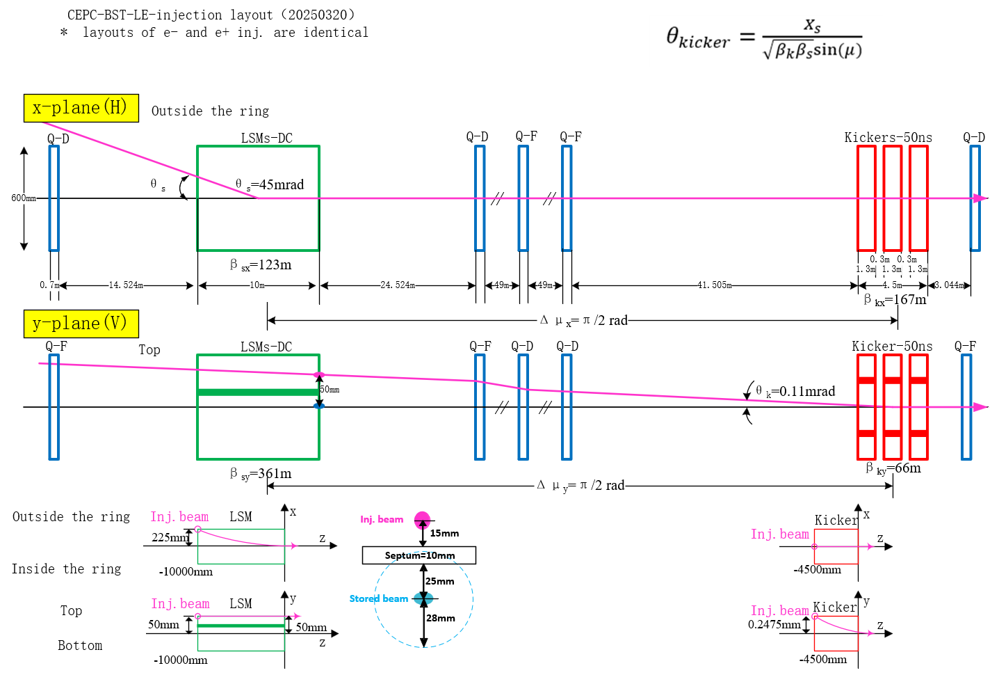 CEPC-BST-LE-injection layout（20250320）
* layouts of e- and e+ inj. are identical
θkicker = xs / √βkβs sin(μ)
x-plane(H)
Outside the ring
Q-D
LSMs-DC
Q-D
Q-F
Q-F
Kickers-50ns
Q-D
θs
θs=45mrad
600mm
βsx=123m
0.3m
0.3m
1.3m
1.3m
1.3m
0.7m
14.524m
10m
24.524m
49m
49m
41.505m
4.5m
3.044m
βkx=167m
Δμx=π/2 rad
y-plane(V)
Q-F
Top
LSMs-DC
Q-F
Q-D
Q-D
Kicker-50ns
Q-F
50mm
θk=0.11mrad
βsy=361m
βky=66m
Δμy=π/2 rad
Outside the ring
Inj.beam
LSM
x
225mm
z
Inside the ring
-10000mm
Inj. beam
15mm
Septum=10mm
25mm
Stored beam
28mm
Kicker
x
Inj.beam
z
-4500mm
Top
Inj.beam
LSM
y
50mm
50mm
z
Bottom
-10000mm
Inj.beam
Kicker
y
0.2475mm
z
-4500mm